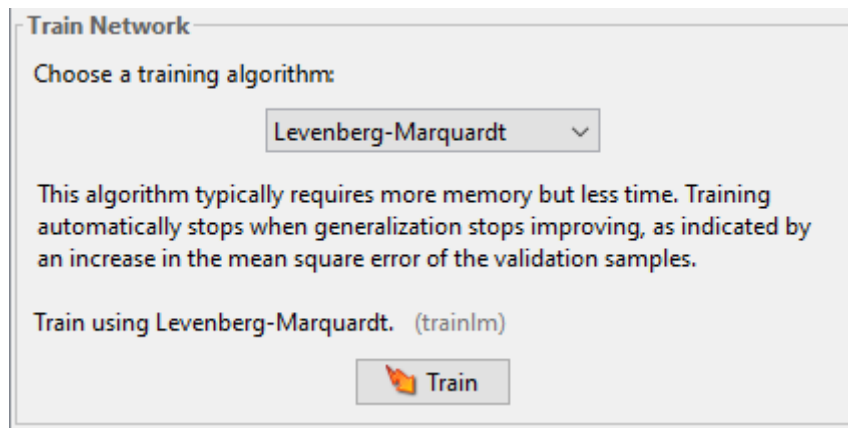 Train Network
Choose a training algorithm:
Levenberg-Marquardt
This algorithm typically requires more memory but less time. Training
automatically stops when generalization stops improving, as indicated by
an increase in the mean square error of the validation samples.
Train using Levenberg-Marquardt. (trainlm)
Train